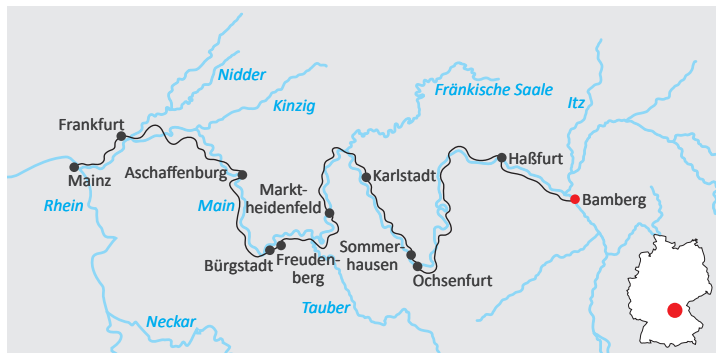 Nidder
Kinzig
Fränkische Saale
Itz
Frankfurt
Mainz
Aschaffenburg
Rhein
Main
Markt-
heidenfeld
Karlstadt
Haßfurt
Bamberg
Bürgstadt
Freuden-
berg
Sommer-
hausen
Ochsenfurt
Tauber
Neckar